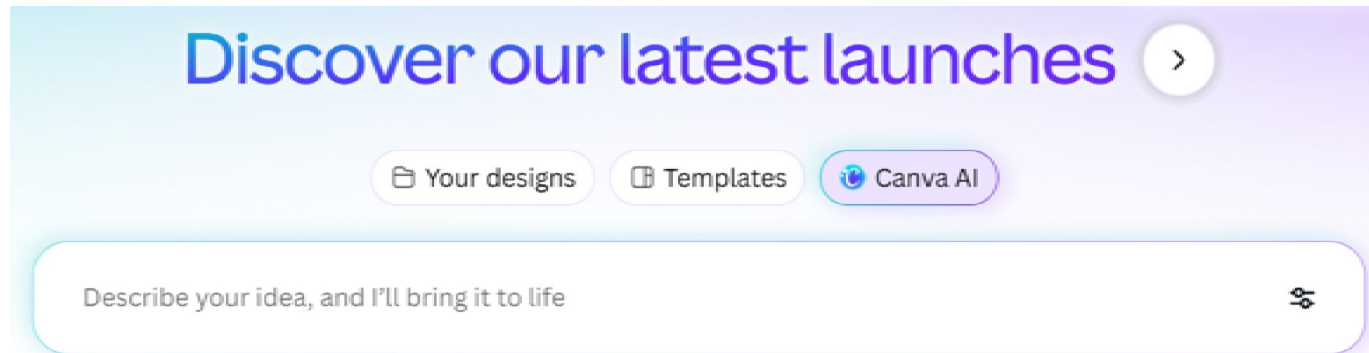 Discover our latest launches
Your designs Templates Canva AI
Describe your idea, and I'll bring it to life